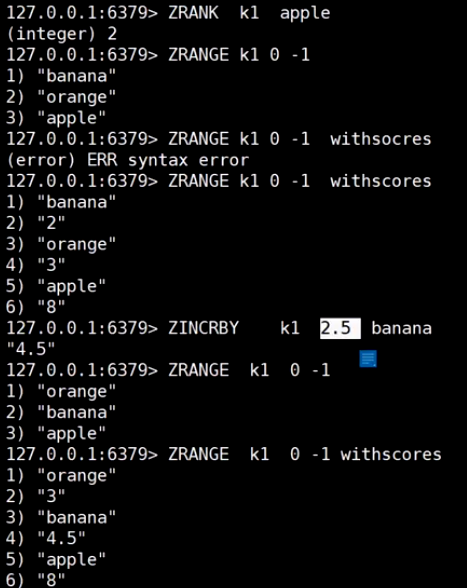 127.0.0.1:6379> ZRANK  k1  apple
(integer) 2
127.0.0.1:6379> ZRANGE k1 0 -1
1) "banana"
2) "orange"
3) "apple"
127.0.0.1:6379> ZRANGE k1 0 -1  withsocres
(error) ERR syntax error
127.0.0.1:6379> ZRANGE k1 0 -1  withscores
1) "banana"
2) "2"
3) "orange"
4) "3"
5) "apple"
6) "8"
127.0.0.1:6379> ZINCRBY    k1  2.5  banana
"4.5"
127.0.0.1:6379> ZRANGE  k1  0 -1
1) "orange"
2) "banana"
3) "apple"
127.0.0.1:6379> ZRANGE  k1  0 -1 withscores
1) "orange"
2) "3"
3) "banana"
4) "4.5"
5) "apple"
6) "8"